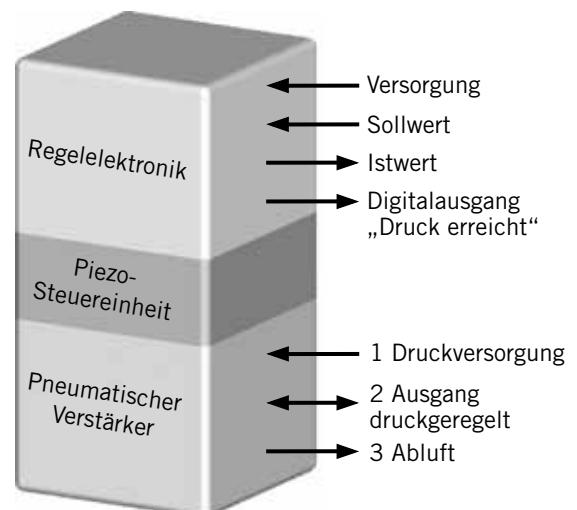 Regelelektronik
Piezo-
Steuereinheit
Pneumatischer
Verstärker
Versorgung
Sollwert
Istwert
Digitalausgang
„Druck erreicht“
1 Druckversorgung
2 Ausgang
druckgeregelt
3 Abluft